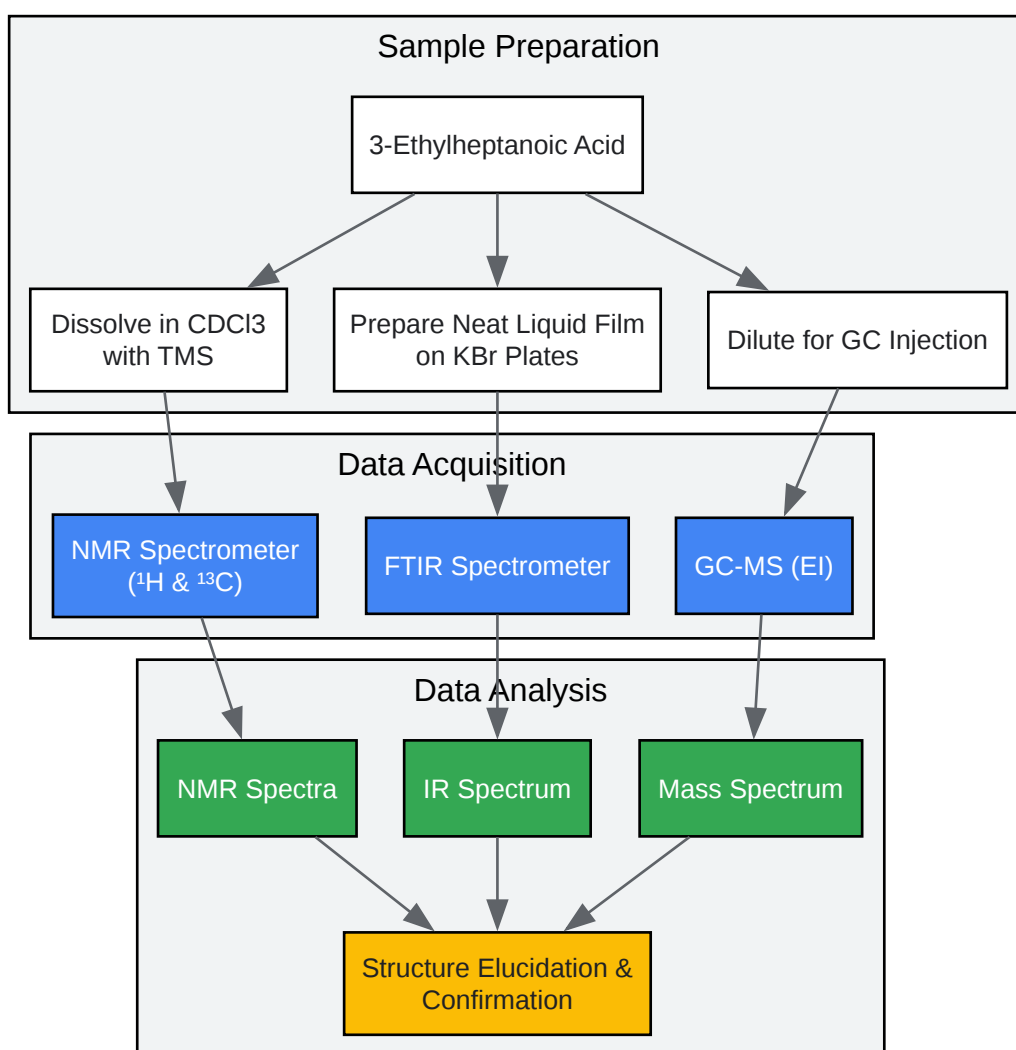 Sample Preparation
3-Ethylheptanoic Acid
Dissolve in CDCl3
with TMS
Prepare Neat Liquid Film
on KBr Plates
Dilute for GC Injection
Data Acquisition
NMR Spectrometer
(¹H & ¹³C)
FTIR Spectrometer
GC-MS (EI)
Data Analysis
NMR Spectra
IR Spectrum
Mass Spectrum
Structure Elucidation &
Confirmation